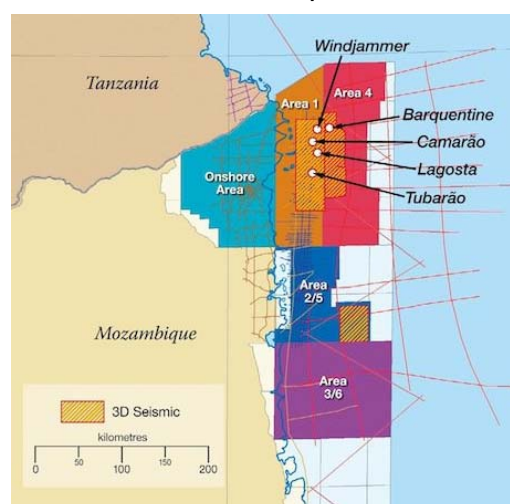 Windjammer
Tanzania
Area 1
Area 4
Barquentine
Camarão
Lagosta
Onshore
Area
Tubarão
Area
2/5
Mozambique
Area
3/6
3D Seismic
kilometres
0 50 100 150 200